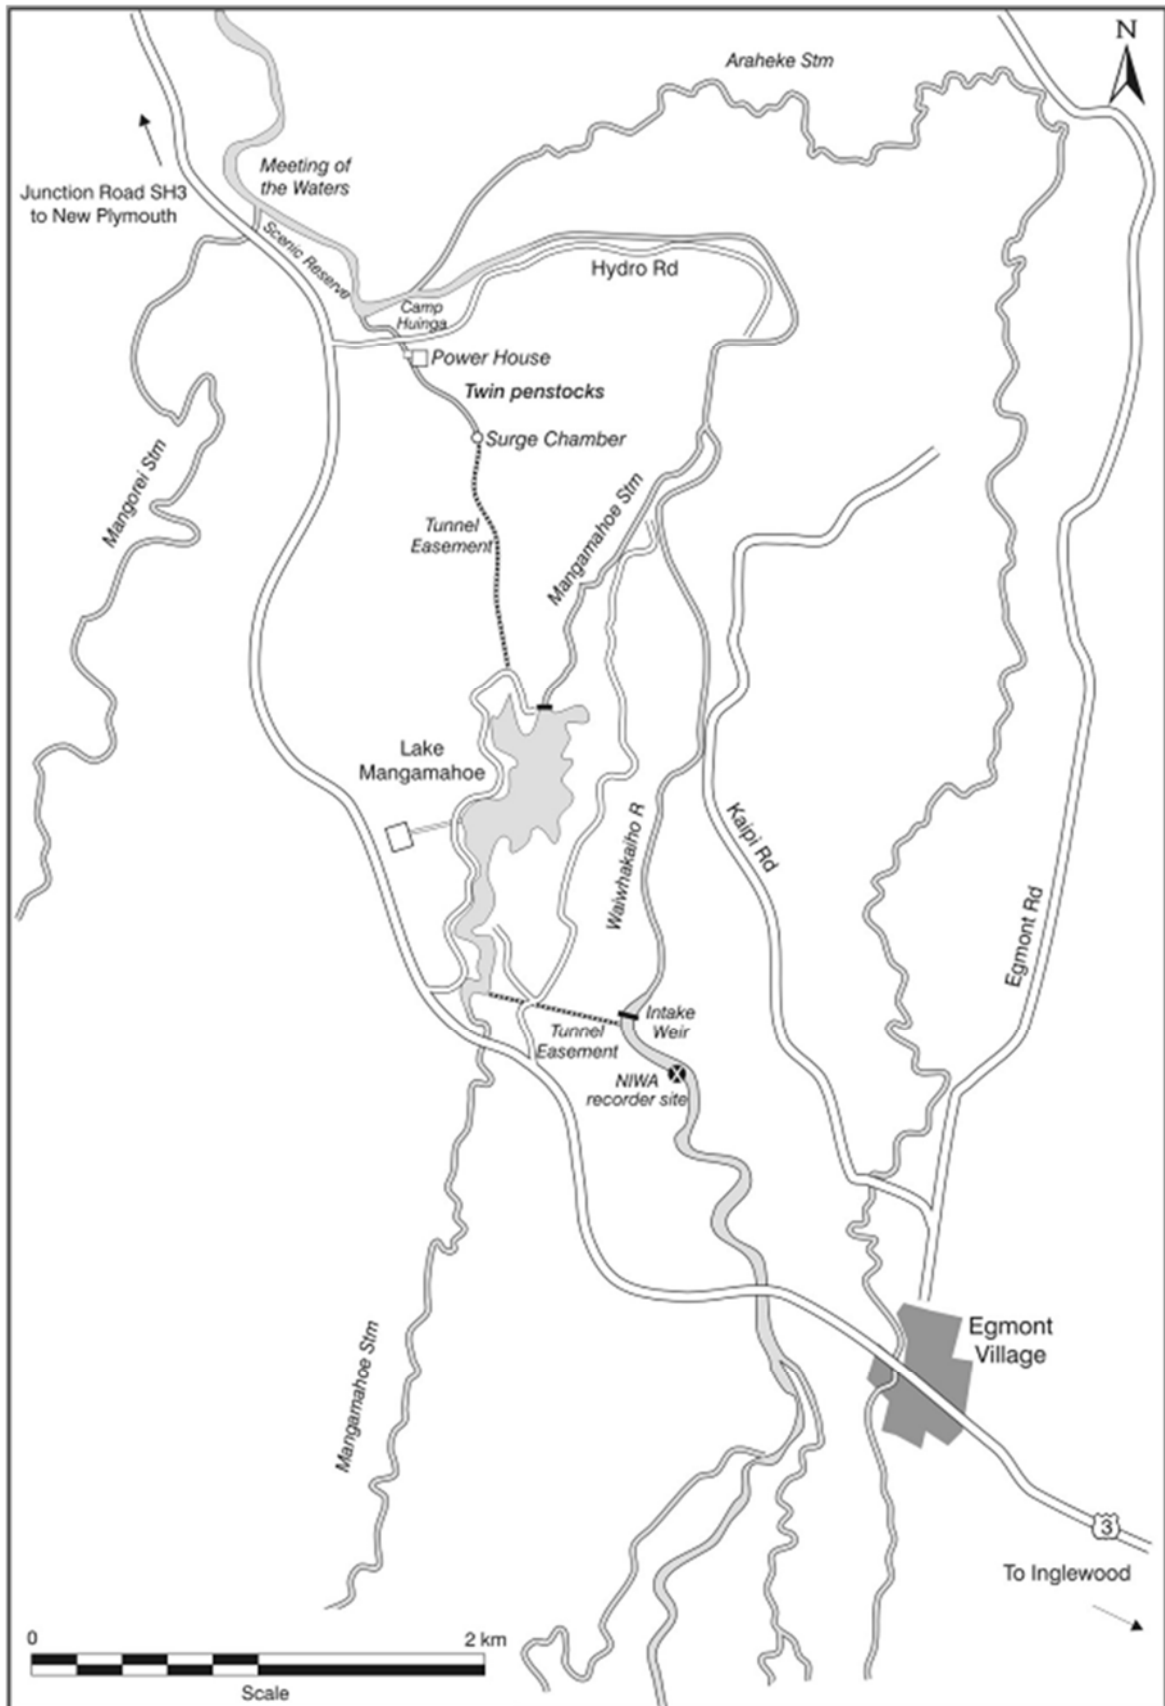 N
Araheke Stm
Meeting of
the Waters
Junction Road SH3
to New Plymouth
Scenic Reserve
Hydro Rd
Camp
Huinga
Power House
Twin penstocks
Surge Chamber
Mangorei Stm
Tunnel
Easement
Mangamahoe Stm
Lake
Mangamahoe
Kaipi Rd
Waiwhakaiho R
Egmont Rd
Intake
Weir
Tunnel
Easement
NIWA
recorder site
Egmont
Village
Mangamahoe Stm
3
To Inglewood
0
2 km
Scale